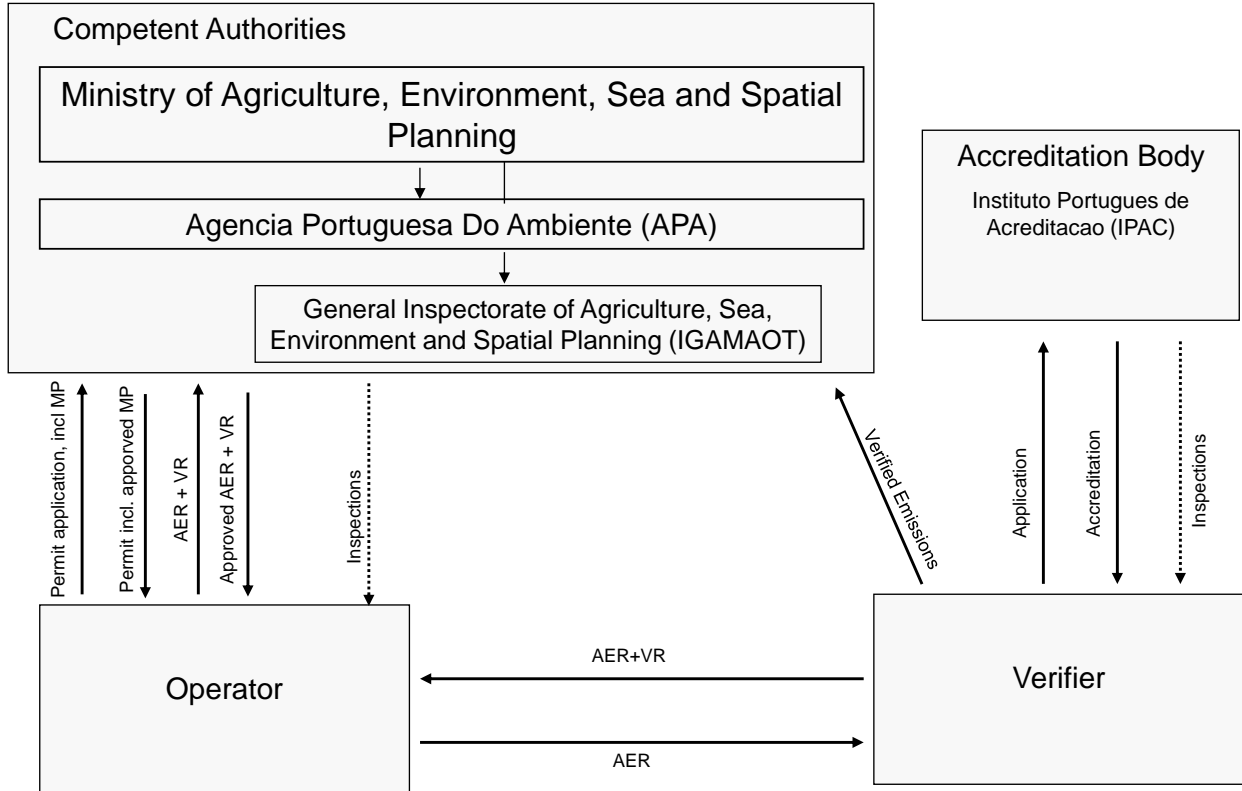 Competent Authorities
Ministry of Agriculture, Environment, Sea and Spatial
Planning
Agencia Portuguesa Do Ambiente (APA)
General Inspectorate of Agriculture, Sea,
Environment and Spatial Planning (IGAMAOT)
Accreditation Body
Instituto Portugues de
Acreditacao (IPAC)
Permit application, incl MP
Permit incl. apporved MP
AER + VR
Approved AER + VR
Inspections
Verified Emissions
Application
Accreditation
Inspections
Operator
AER+VR
AER
Verifier